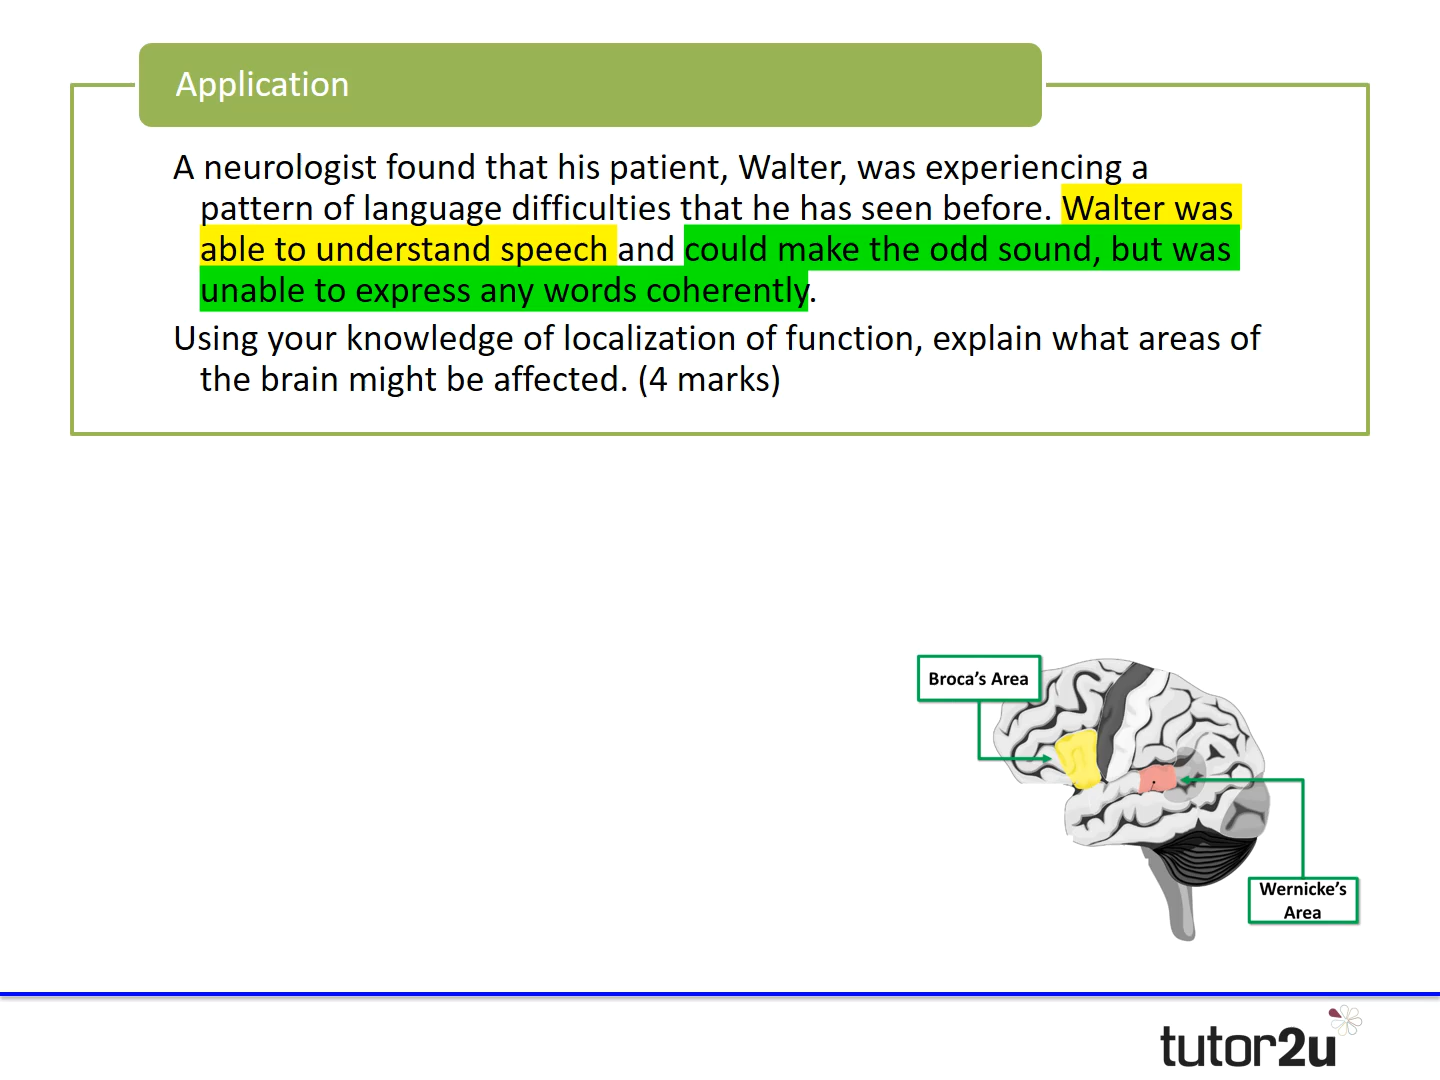 Application
A neurologist found that his patient, Walter, was experiencing a
pattern of language difficulties that he has seen before. Walter was
able to understand speech and could make the odd sound, but was
unable to express any words coherently.
Using your knowledge of localization of function, explain what areas of
the brain might be affected. (4 marks)
Broca's Area
Wernicke's
Area
tutor2u